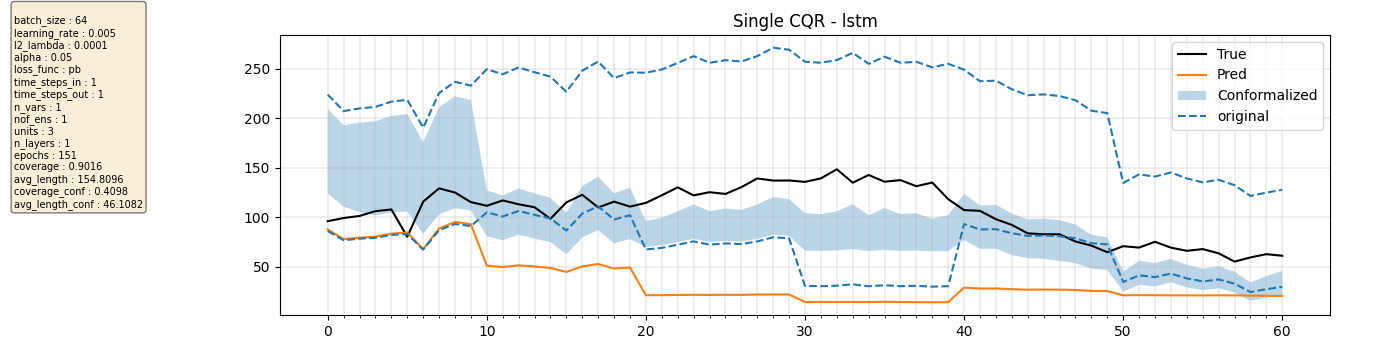 batch_size : 64
learning_rate : 0.005
l2_lambda : 0.0001
alpha : 0.05
loss_func : pb
time_steps_in : 1
time_steps_out : 1
n_vars : 1
nof_ens : 1
units : 3
n_layers : 1
epochs : 151
coverage : 0.9016
avg_length : 154.8096
coverage_conf : 0.4098
avg_length_conf : 46.1082
Single CQR - lstm
250
200
150
100
50
0
10
20
30
40
50
60
True
Pred
Conformalized
original